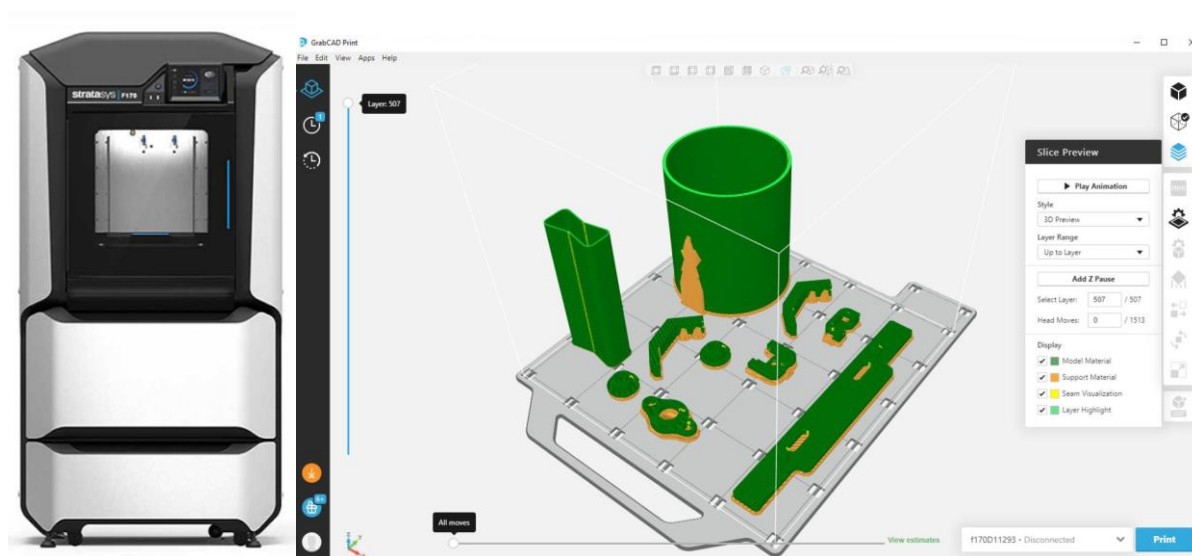 stratasys | F170
GrabCAD Print
File Edit View Apps Help
1
Layer: 507
Slice Preview
Play Animation
Style
3D Preview
Layer Range
Up to Layer
Add Z Pause
Select Layer: 507 / 507
Head Moves: 0 / 1513
Display
Model Material
Support Material
Seam Visualization
Layer Highlight
6+
All moves
View estimates
f170D11293 - Disconnected
Print